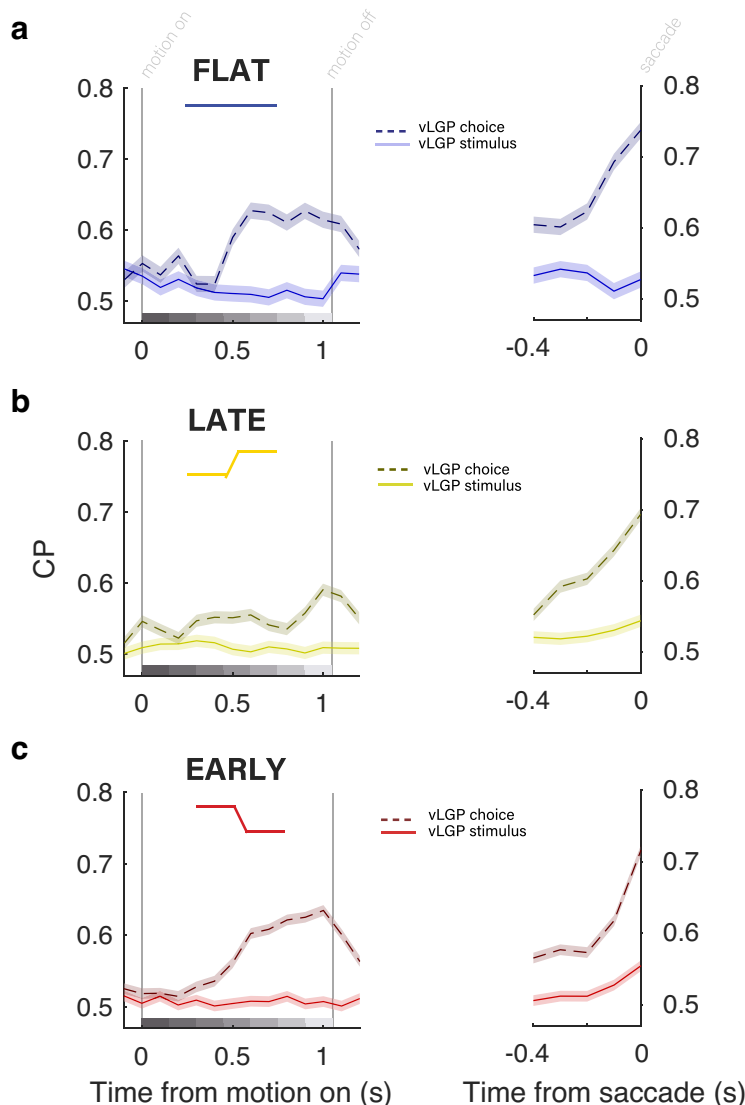 a
motion on
motion off
saccade
FLAT
0.8
0.7
0.6
0.5
0
0.5
1
vLGP choice
vLGP stimulus
0.8
0.7
0.6
0.5
-0.4
0
b
LATE
0.8
0.7
0.6
0.5
0
0.5
1
vLGP choice
vLGP stimulus
0.8
0.7
0.6
0.5
-0.4
0
CP
c
EARLY
0.8
0.7
0.6
0.5
0
0.5
1
vLGP choice
vLGP stimulus
0.8
0.7
0.6
0.5
-0.4
0
Time from motion on (s)
Time from saccade (s)